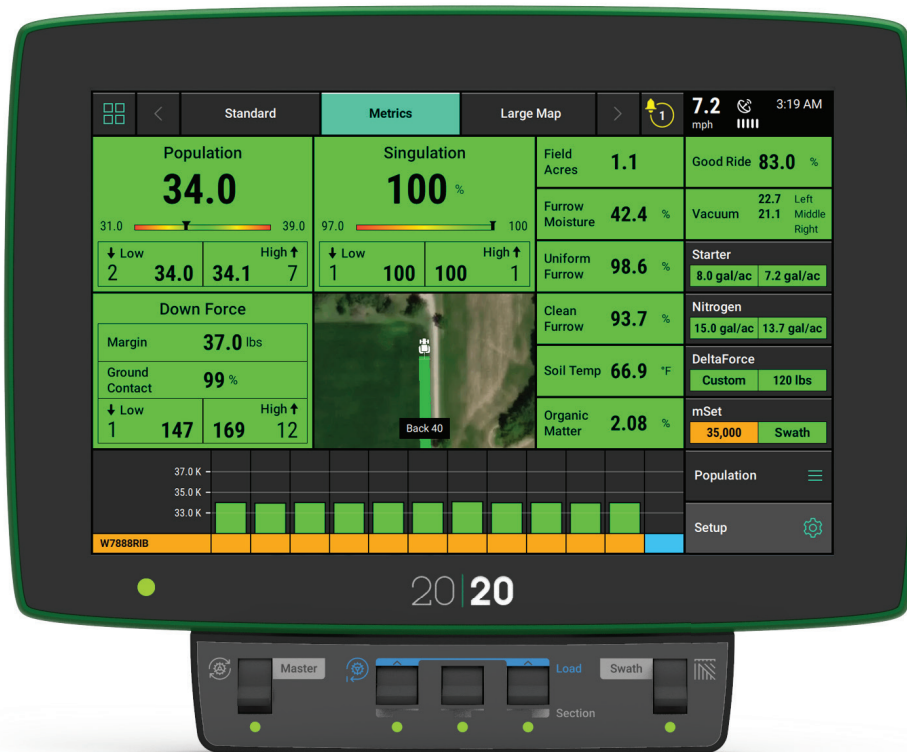 Standard
Metrics
Large Map
1
7.2
mph
3:19 AM
Population
34.0
31.0 39.0
Low High
2 34.0 34.1 7
Singulation
100 %
97.0 100
Low High
1 100 100 1
Field Acres 1.1
Furrow Moisture 42.4 %
Uniform Furrow 98.6 %
Clean Furrow 93.7 %
Soil Temp 66.9 °F
Organic Matter 2.08 %
Good Ride 83.0 %
Vacuum 22.7 Left
21.1 Middle
Right
Starter
8.0 gal/ac 7.2 gal/ac
Nitrogen
15.0 gal/ac 13.7 gal/ac
DeltaForce
Custom 120 lbs
mSet
35,000 Swath
Population
Setup
Down Force
Margin 37.0 lbs
Ground Contact 99 %
Low High
1 147 169 12
Back 40
37.0 K
35.0 K
33.0 K
W7888RIB
20|20
Master
Load
Section
Swath